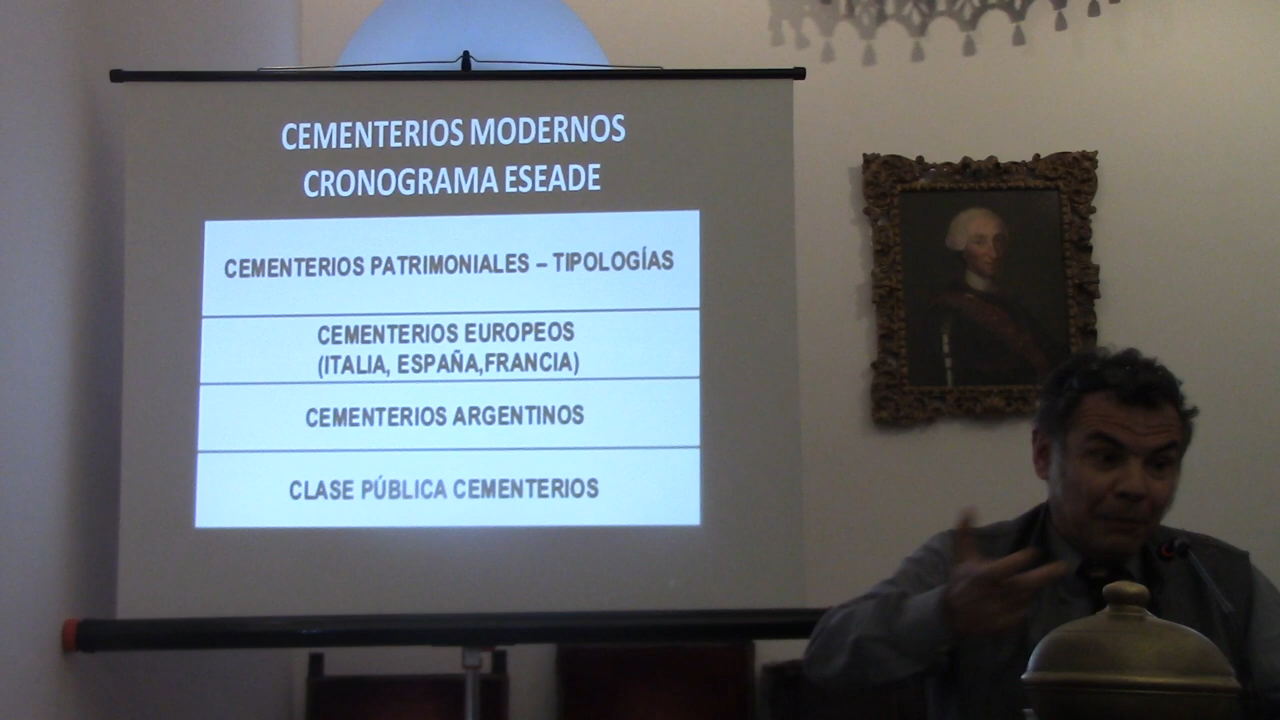 CEMENTERIOS MODERNOS
CRONOGRAMA ESEADE
CEMENTERIOS PATRIMONIALES – TIPOLOGÍAS
CEMENTERIOS EUROPEOS
(ITALIA, ESPAÑA,FRANCIA)
CEMENTERIOS ARGENTINOS
CLASE PÚBLICA CEMENTERIOS